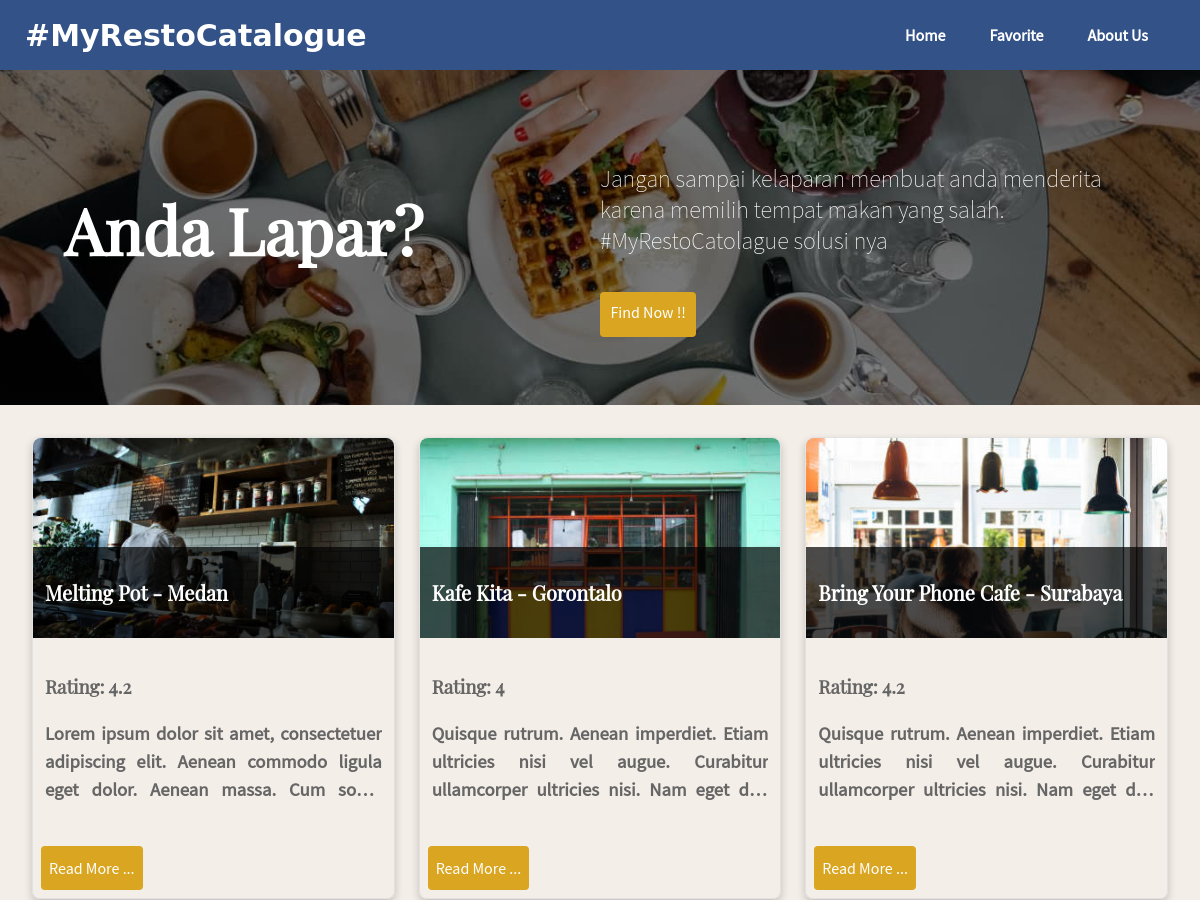 #MyRestoCatalogue
Home Favorite About Us
Anda Lapar?
Jangan sampai kelaparan membuat anda menderita
karena memilih tempat makan yang salah.
#MyRestoCatolague solusi nya
Find Now !!
Melting Pot - Medan
Rating: 4.2
Lorem ipsum dolor sit amet, consectetuer
adipiscing elit. Aenean commodo ligula
eget dolor. Aenean massa. Cum so…
Read More ...
Kafe Kita - Gorontalo
Rating: 4
Quisque rutrum. Aenean imperdiet. Etiam
ultricies nisi vel augue. Curabitur
ullamcorper ultricies nisi. Nam eget d…
Read More ...
Bring Your Phone Cafe - Surabaya
Rating: 4.2
Quisque rutrum. Aenean imperdiet. Etiam
ultricies nisi vel augue. Curabitur
ullamcorper ultricies nisi. Nam eget d…
Read More ...